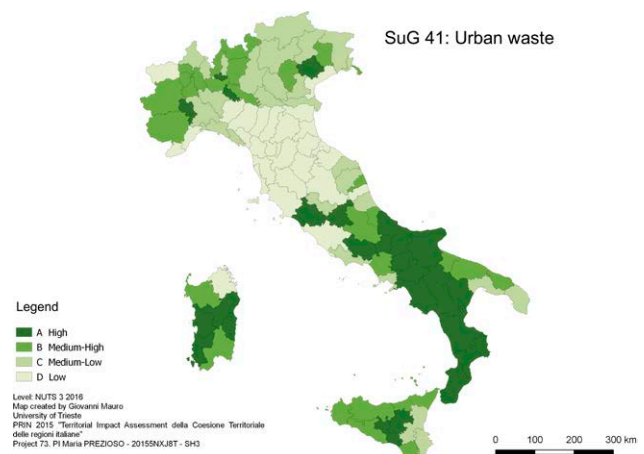 SuG 41: Urban waste
Legend
A High
B Medium-High
C Medium-Low
D Low
Level: NUTS 3 2016
Map created by Giovanni Mauro
University of Trieste
PRIN 2015 "Territorial Impact Assessment della Coesione Territoriale
delle regioni italiane"
Project 73. PI Maria PREZIOSO - 20155NXJ8T - SH3
0 100 200 300 km